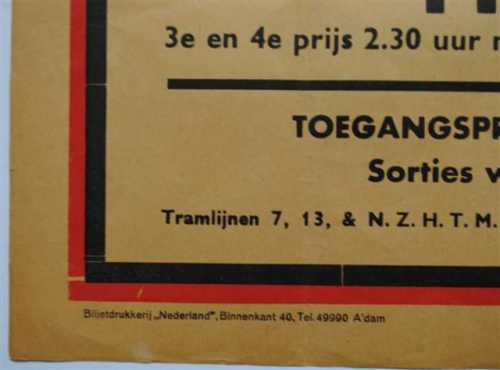 3e en 4e prijs 2.30 uur
TOEGANGSPR
Sorties
Tramlijnen 7, 13, & N. Z. H. T. M.
Biljetdrukkerij „Nederland", Binnenkant 40, Tel. 49990 A'dam